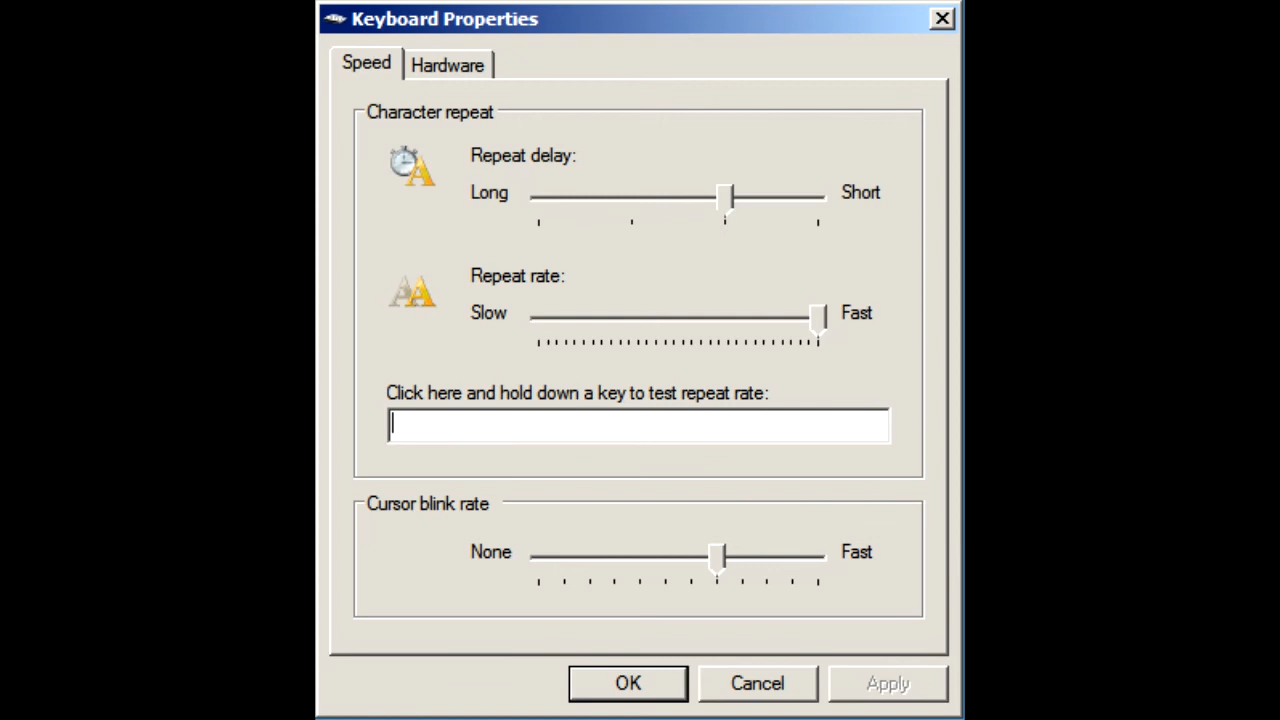 Keyboard Properties
Speed
Hardware
Character repeat
Repeat delay:
Long
Short
Repeat rate:
Slow
Fast
Click here and hold down a key to test repeat rate:
Cursor blink rate
None
Fast
OK
Cancel
Apply